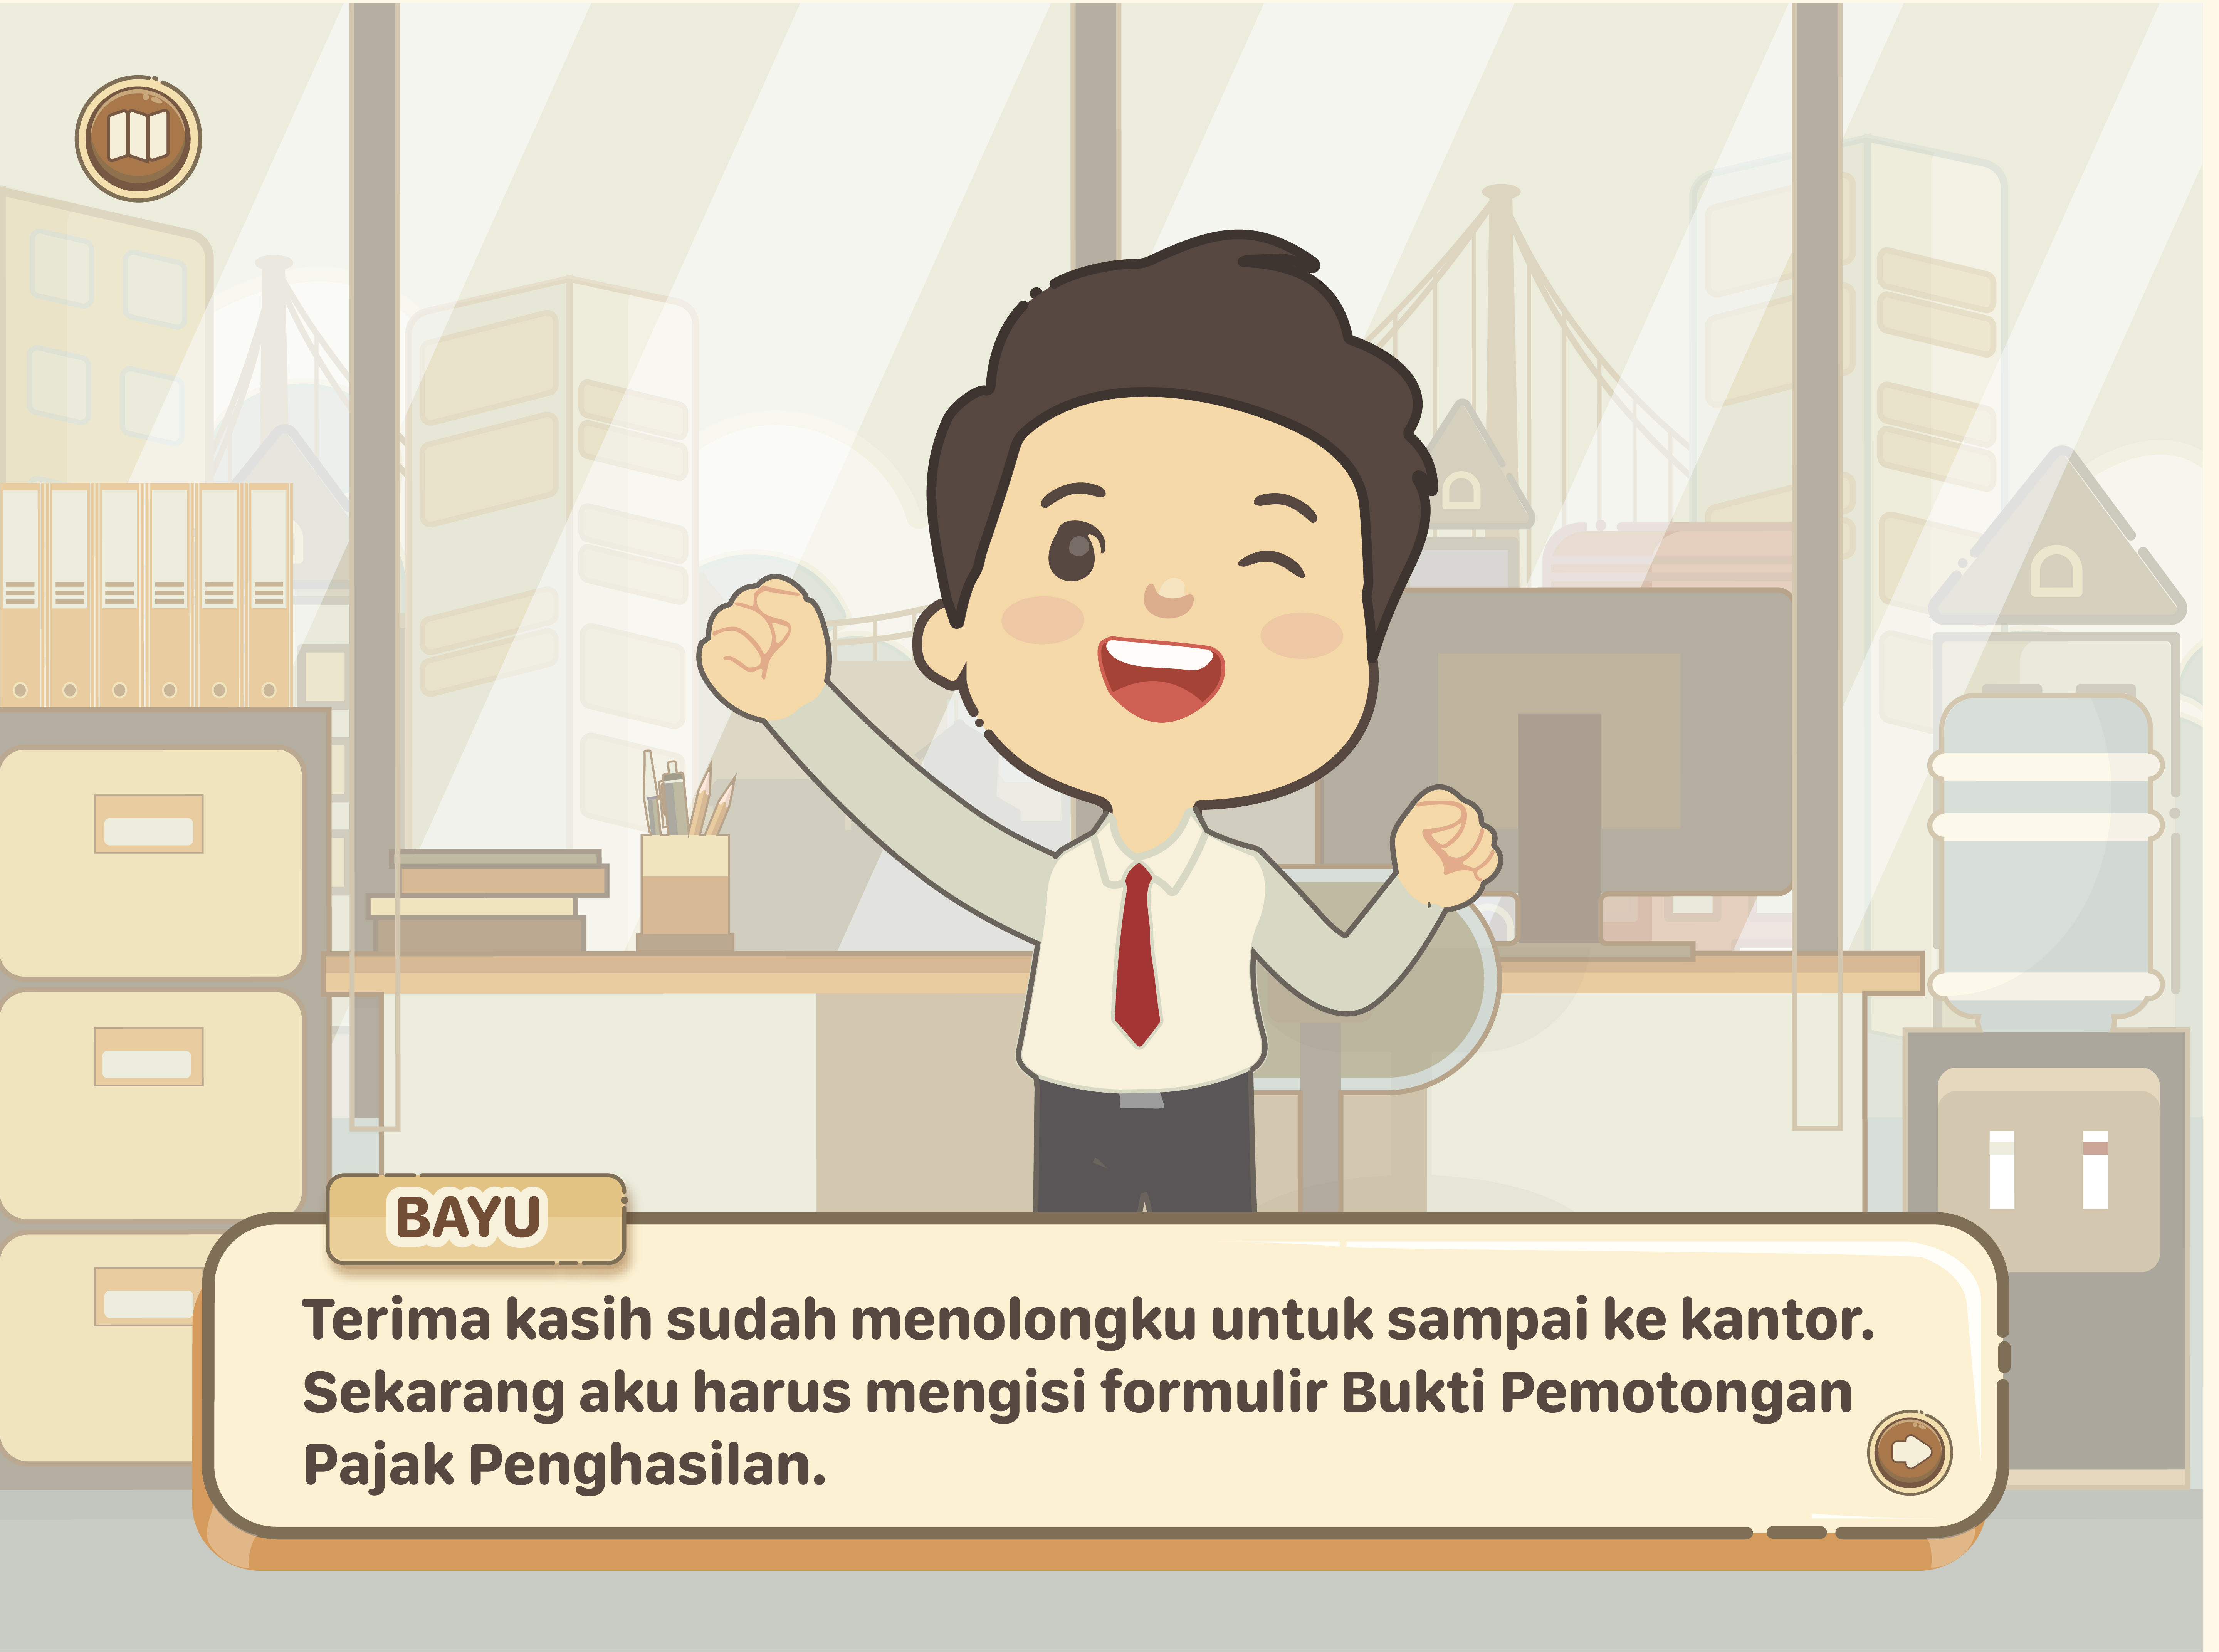 BAYU
Terima kasih sudah menolongku untuk sampai ke kantor.
Sekarang aku harus mengisi formulir Bukti Pemotongan
Pajak Penghasilan.